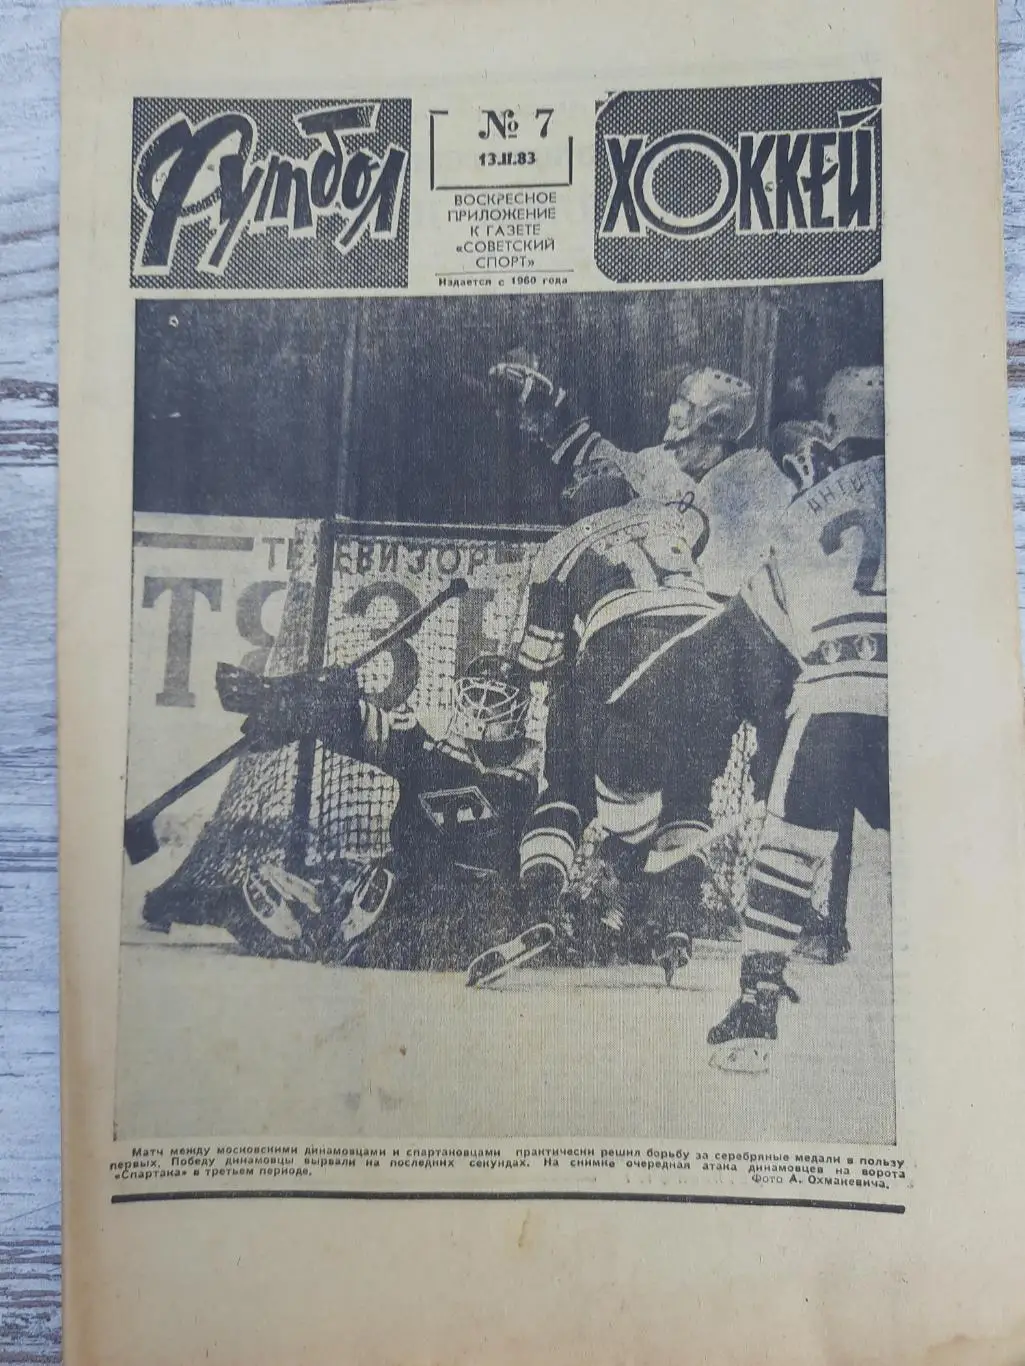 Футбол
№ 7
13.II.83
ВОСКРЕСНОЕ
ПРИЛОЖЕНИЕ
К ГАЗЕТЕ
«СОВЕТСКИЙ
СПОРТ»
Издается с 1960 года
ХОККЕЙ
ТЕЛЕВИЗОР
Матч между московскими динамовцами и спартановцами практически решил борьбу за серебряные медали в пользу
первых. Победу динамовцы вырвали на последних секундах. На снимке очередная атака динамовцев на ворота
«Спартака» в третьем периоде.
Фото А. Охманевича.